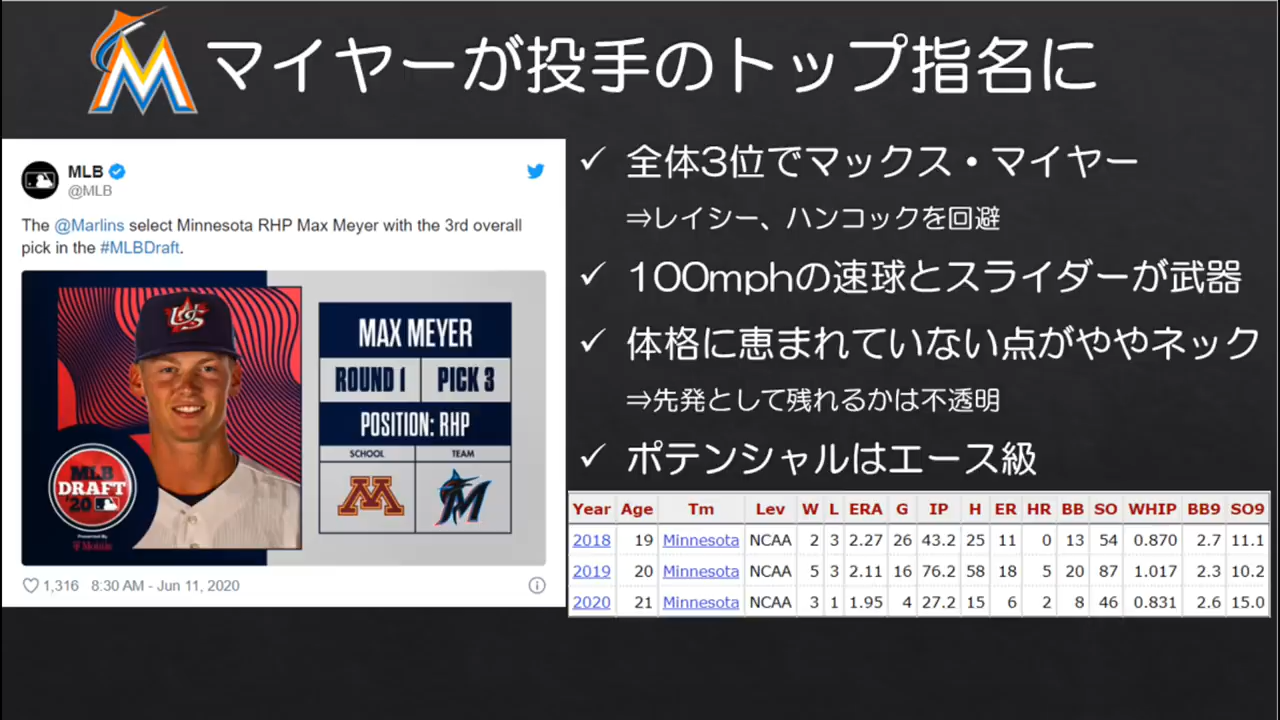 マイヤーが投手のトップ指名に
MLB
@MLB
The @Marlins select Minnesota RHP Max Meyer with the 3rd overall
pick in the #MLBDraft.
MAX MEYER
ROUND 1 PICK 3
POSITION: RHP
SCHOOL TEAM
MLB
DRAFT
'20
Presented By
T Mobile
1,316 8:30 AM - Jun 11, 2020
✓ 全体3位でマックス・マイヤー
⇒レイシー、ハンコックを回避
✓ 100mphの速球とスライダーが武器
✓ 体格に恵まれていない点がややネック
⇒先発として残れるかは不透明
✓ ポテンシャルはエース級
Year Age Tm Lev W L ERA G IP H ER HR BB SO WHIP BB9 SO9
2018 19 Minnesota NCAA 2 3 2.27 26 43.2 25 11 0 13 54 0.870 2.7 11.1
2019 20 Minnesota NCAA 5 3 2.11 16 76.2 58 18 5 20 87 1.017 2.3 10.2
2020 21 Minnesota NCAA 3 1 1.95 4 27.2 15 6 2 8 46 0.831 2.6 15.0